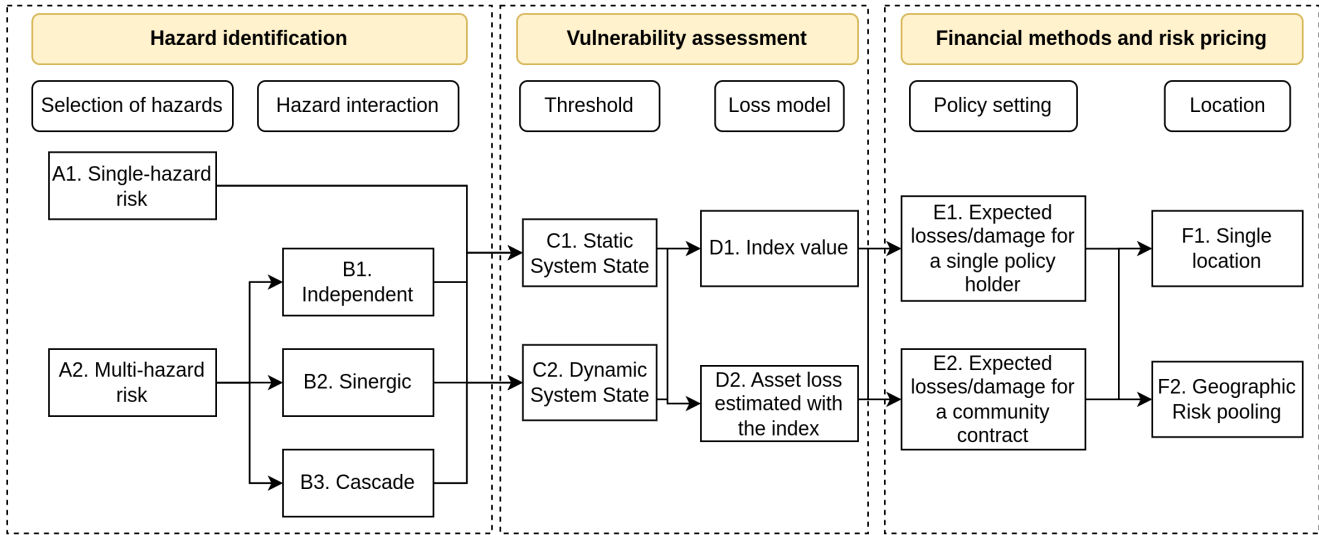 Hazard identification
Selection of hazards
Hazard interaction
A1. Single-hazard
risk
B1.
Independent
A2. Multi-hazard
risk
B2. Sinergic
B3. Cascade
Vulnerability assessment
Threshold
Loss model
C1. Static
System State
D1. Index value
C2. Dynamic
System State
D2. Asset loss
estimated with
the index
Financial methods and risk pricing
Policy setting
Location
E1. Expected
losses/damage for
a single policy
holder
F1. Single
location
E2. Expected
losses/damage for
a community
contract
F2. Geographic
Risk pooling